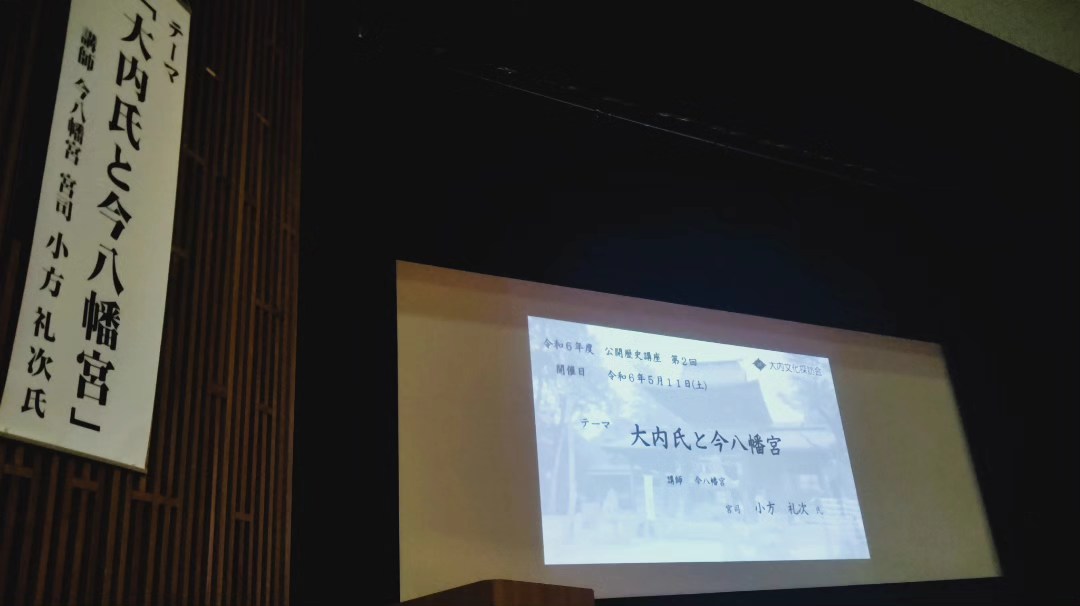 テーマ
「大内氏と今八幡宮」
講師 今八幡宮 宮司 小方礼次氏
令和6年度 公開歴史講座 第2回
大内文化探訪会
開催日 令和6年5月11日(土)
テーマ 大内氏と今八幡宮
講師 今八幡宮
宮司 小方 礼次 氏